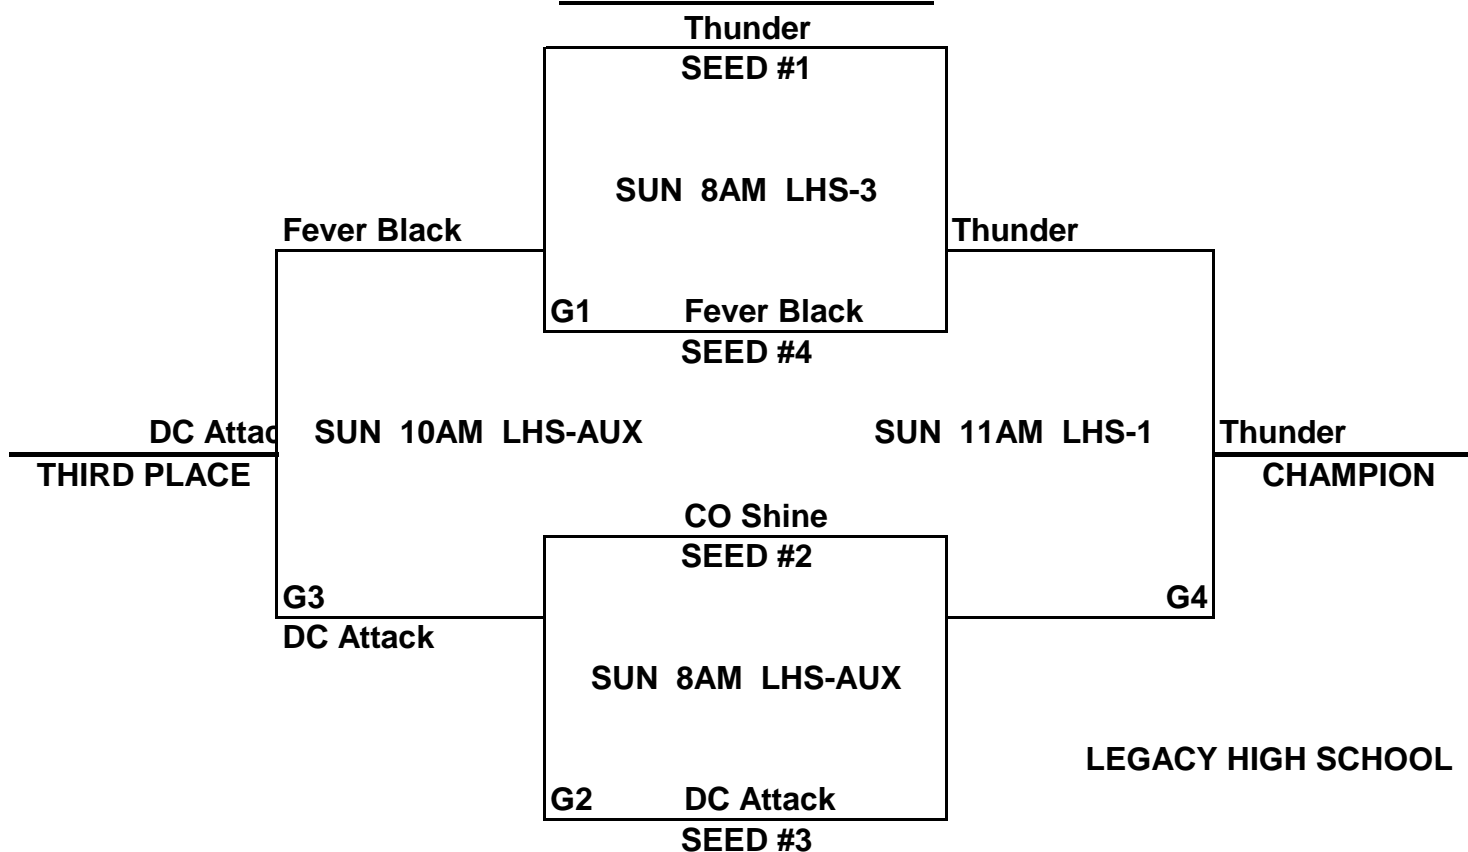 Thunder
SEED #1
SUN 8AM LHS-3
Fever Black
Thunder
G1 Fever Black
SEED #4
DC Attac
SUN 10AM LHS-AUX
SUN 11AM LHS-1
Thunder
THIRD PLACE
CHAMPION
CO Shine
SEED #2
G3
G4
DC Attack
SUN 8AM LHS-AUX
LEGACY HIGH SCHOOL
G2 DC Attack
SEED #3